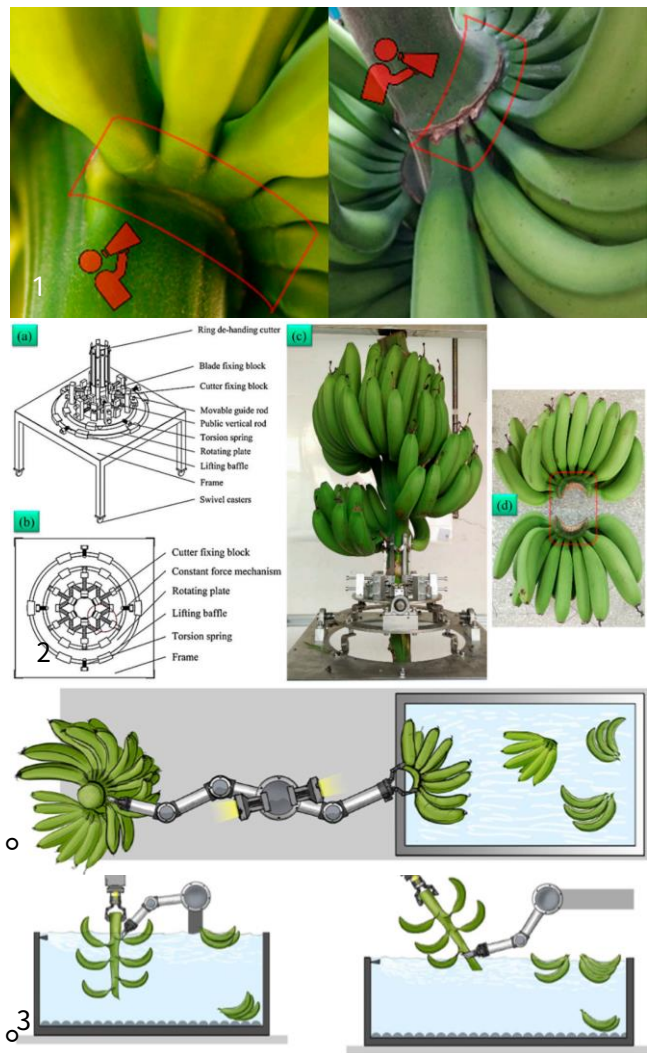 1
(a)
Ring de-handing cutter
Blade fixing block
Cutter fixing block
Movable guide rod
Public vertical rod
Torsion spring
Rotating plate
Lifting baffle
Frame
Swivel casters
(b)
Cutter fixing block
Constant force mechanism
Rotating plate
Lifting baffle
Torsion spring
Frame
2
(c)
(d)
3